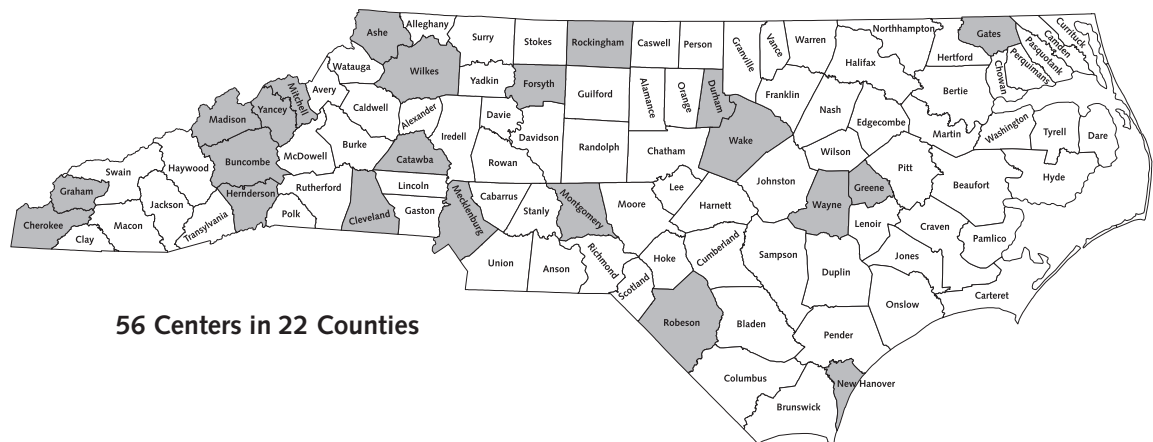 Ashe
Alleghany
Surry
Stokes
Rockingham
Caswell
Person
Granville
Vance
Warren
Northhampton
Gates
Currituck
Camden
Pasquotank
Perquimans
Chowan
Hertford
Halifax
Watauga
Wilkes
Yadkin
Forsyth
Guilford
Alamance
Orange
Durham
Franklin
Nash
Edgecombe
Bertie
Martin
Washington
Tyrell
Dare
Mitchell
Avery
Caldwell
Alexander
Iredell
Davie
Davidson
Randolph
Chatham
Wake
Wilson
Pitt
Beaufort
Hyde
Madison
Yancey
Buncombe
McDowell
Burke
Catawba
Rowan
Johnston
Wayne
Greene
Swain
Haywood
Rutherford
Lincoln
Graham
Hernderson
Cleveland
Gaston
Mecklenburg
Cabarrus
Stanly
Montgomery
Moore
Lee
Harnett
Lenoir
Craven
Pamlico
Cherokee
Clay
Macon
Jackson
Transylvania
Polk
Union
Anson
Richmond
Scotland
Hoke
Cumberland
Sampson
Duplin
Jones
Onslow
Carteret
56 Centers in 22 Counties
Robeson
Bladen
Pender
Columbus
Brunswick
New Hanover